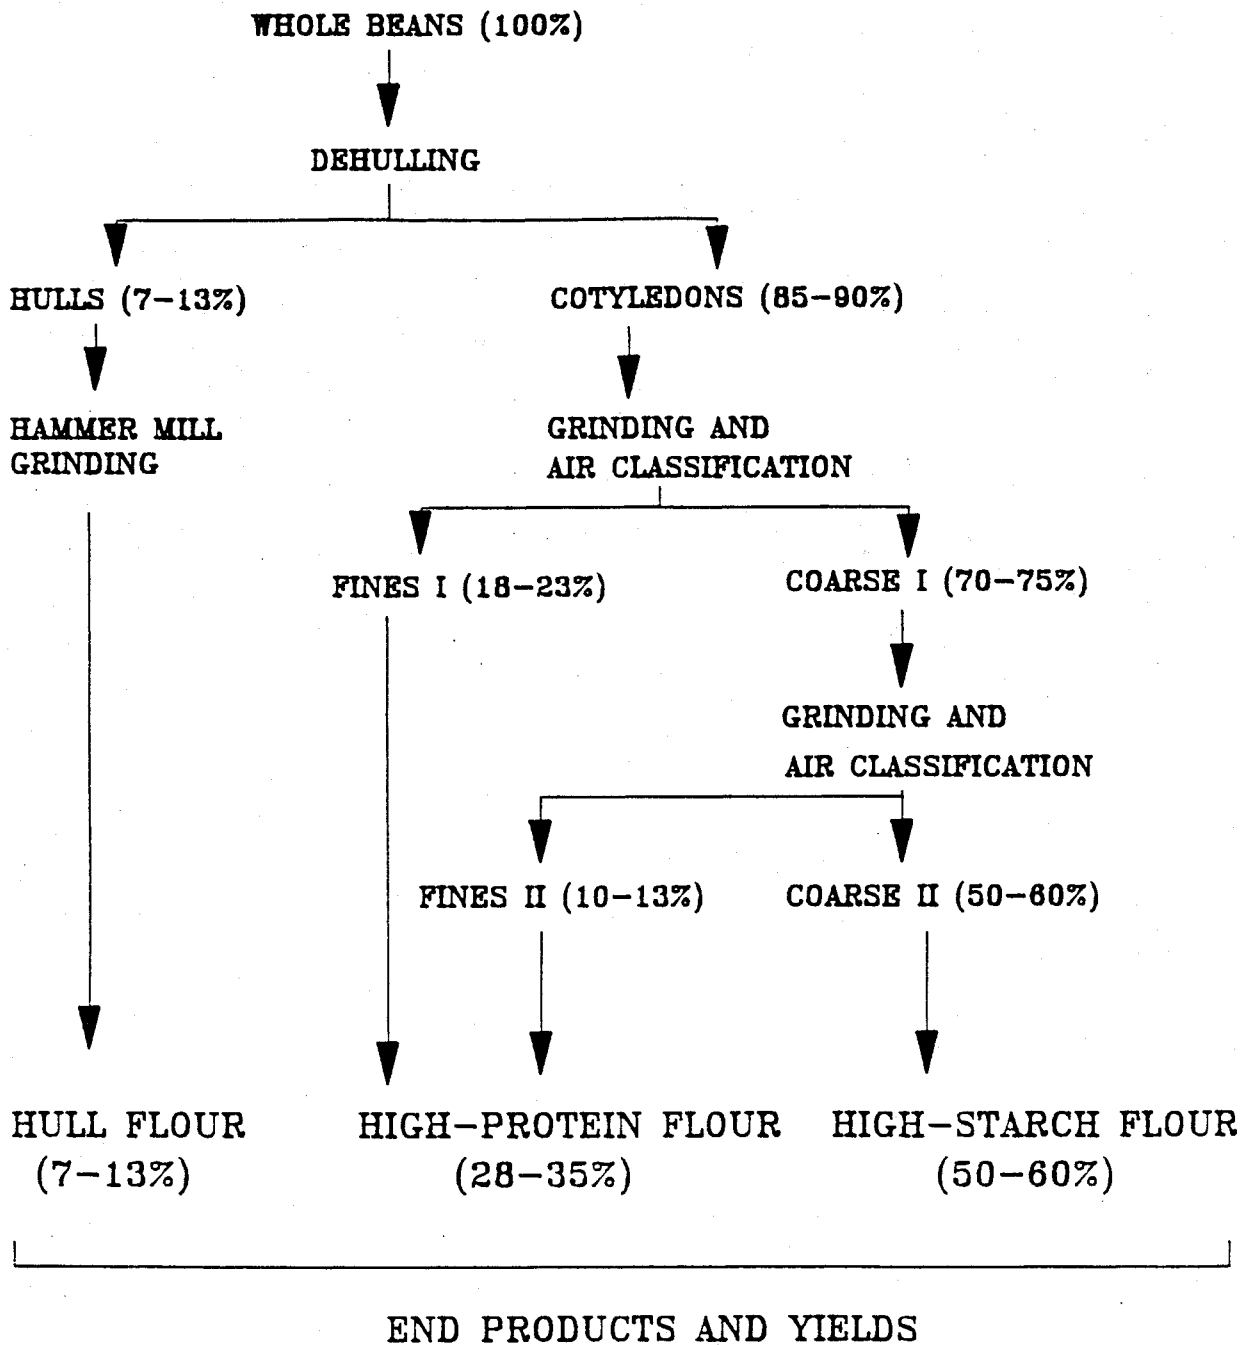 WHOLE BEANS (100%)
DEHULLING
HULLS (7-13%)
COTYLEDONS (85-90%)
HAMMER MILL
GRINDING
GRINDING AND
AIR CLASSIFICATION
FINES I (18-23%)
COARSE I (70-75%)
GRINDING AND
AIR CLASSIFICATION
FINES II (10-13%)
COARSE II (50-60%)
HULL FLOUR
(7-13%)
HIGH-PROTEIN FLOUR
(28-35%)
HIGH-STARCH FLOUR
(50-60%)
END PRODUCTS AND YIELDS